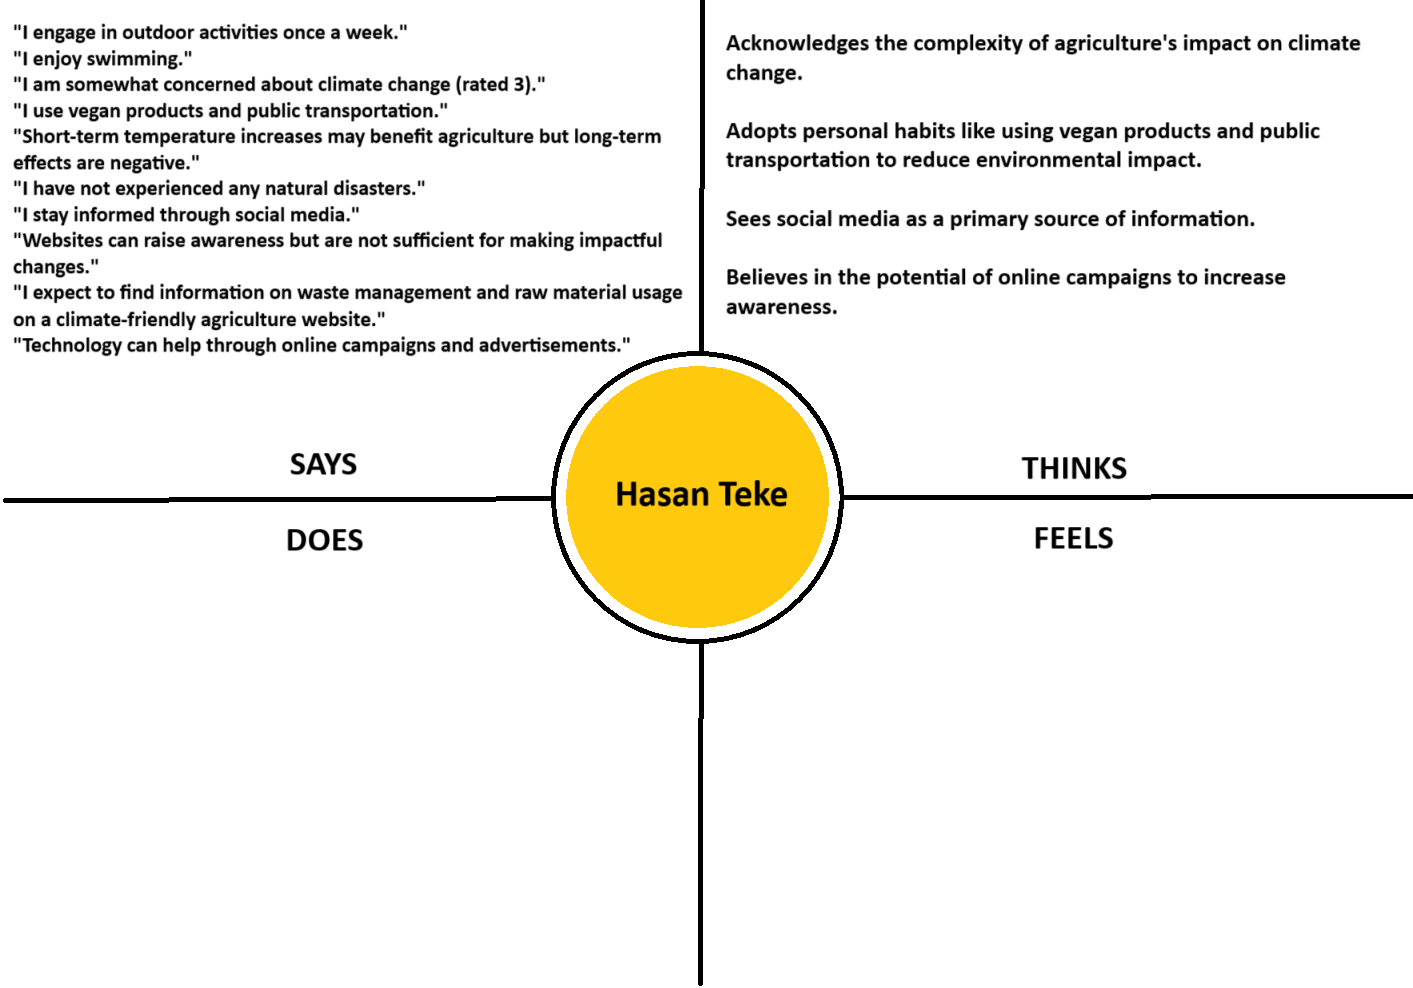 "I engage in outdoor activities once a week."
"I enjoy swimming."
"I am somewhat concerned about climate change (rated 3)."
"I use vegan products and public transportation."
"Short-term temperature increases may benefit agriculture but long-term
effects are negative."
"I have not experienced any natural disasters."
"I stay informed through social media."
"Websites can raise awareness but are not sufficient for making impactful
changes."
"I expect to find information on waste management and raw material usage
on a climate-friendly agriculture website."
"Technology can help through online campaigns and advertisements."
SAYS
Acknowledges the complexity of agriculture's impact on climate
change.
Adopts personal habits like using vegan products and public
transportation to reduce environmental impact.
Sees social media as a primary source of information.
Believes in the potential of online campaigns to increase
awareness.
THINKS
Hasan Teke
DOES
FEELS